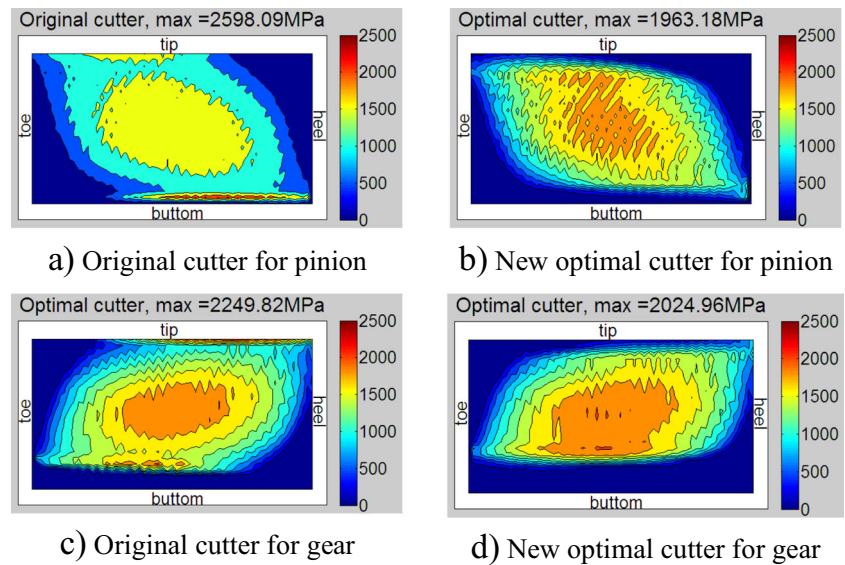 Original cutter, max =2598.09MPa
tip
toe
heel
buttom
2500
2000
1500
1000
500
0
a) Original cutter for pinion
Optimal cutter, max =1963.18MPa
tip
toe
heel
buttom
2500
2000
1500
1000
500
0
b) New optimal cutter for pinion
Optimal cutter, max =2249.82MPa
tip
toe
heel
buttom
2500
2000
1500
1000
500
0
c) Original cutter for gear
Optimal cutter, max =2024.96MPa
tip
toe
heel
buttom
2500
2000
1500
1000
500
0
d) New optimal cutter for gear